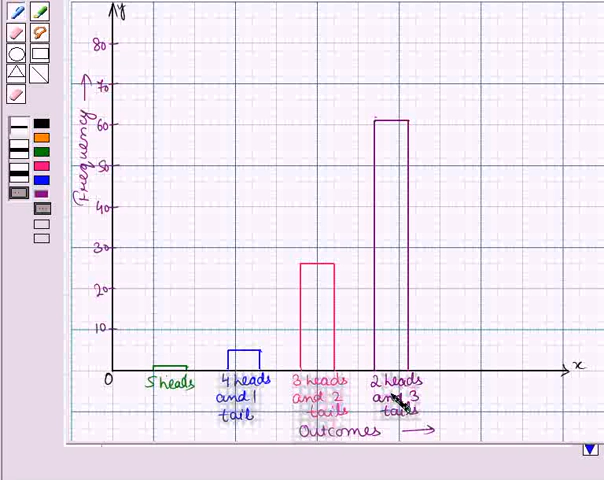 y
80
70
60
50
40
30
20
10
Frequency
0
x
5 heads
4 heads
and 1
tail
3 heads
and 2
tails
2 heads
and 3
tails
Outcomes